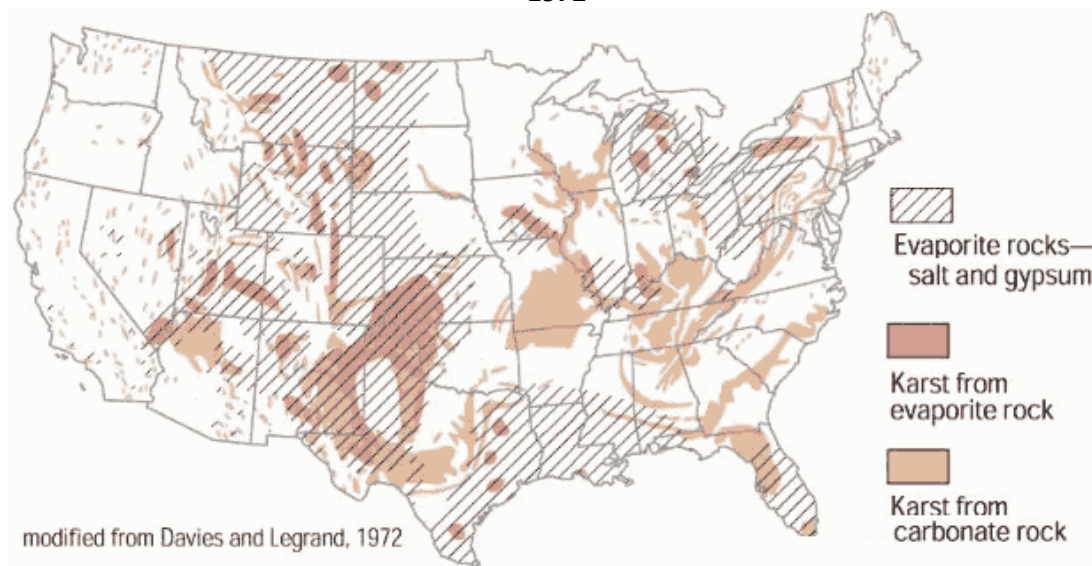 Evaporite rocks—
salt and gypsum
Karst from
evaporite rock
Karst from
carbonate rock
modified from Davies and Legrand, 1972